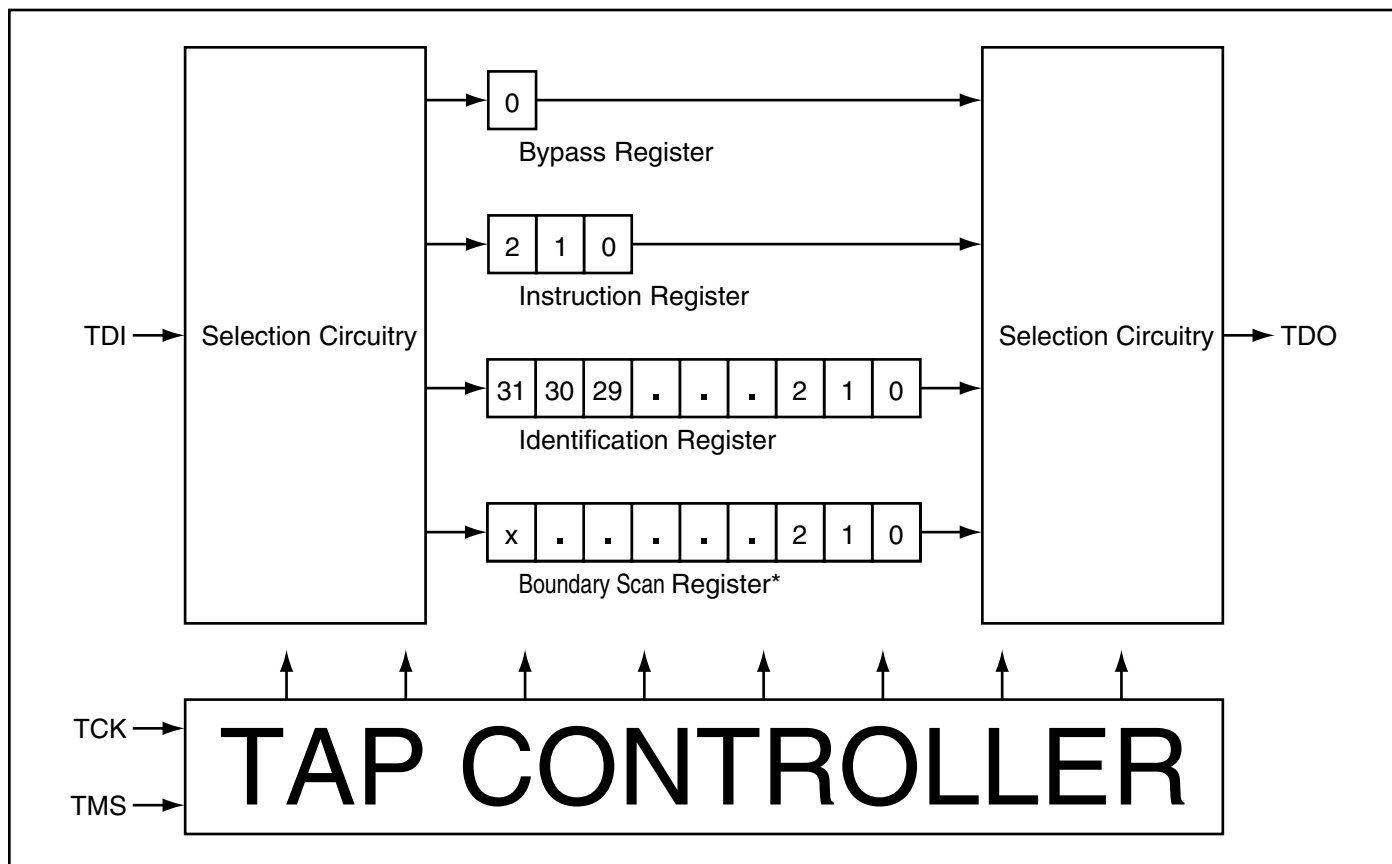 0
Bypass Register
2 1 0
Instruction Register
TDI
Selection Circuitry
Selection Circuitry
TDO
31 30 29 . . . 2 1 0
Identification Register
x . . . . . 2 1 0
Boundary Scan Register*
TCK
TMS
TAP CONTROLLER